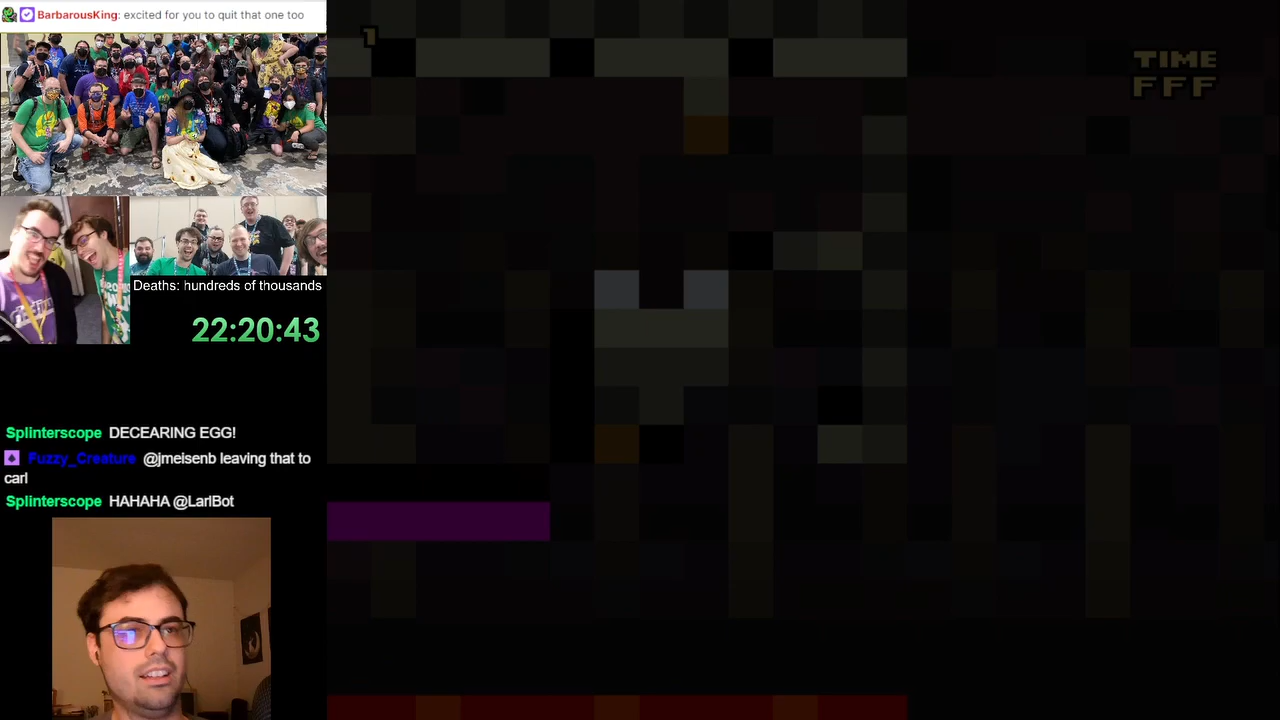 BarbarousKing: excited for you to quit that one too
1
TIME
FFF
Deaths: hundreds of thousands
22:20:43
Splinterscope DECEARING EGG!
Fuzzy_Creature @jmeisenb leaving that to
carl
Splinterscope HAHAHA @LarlBot